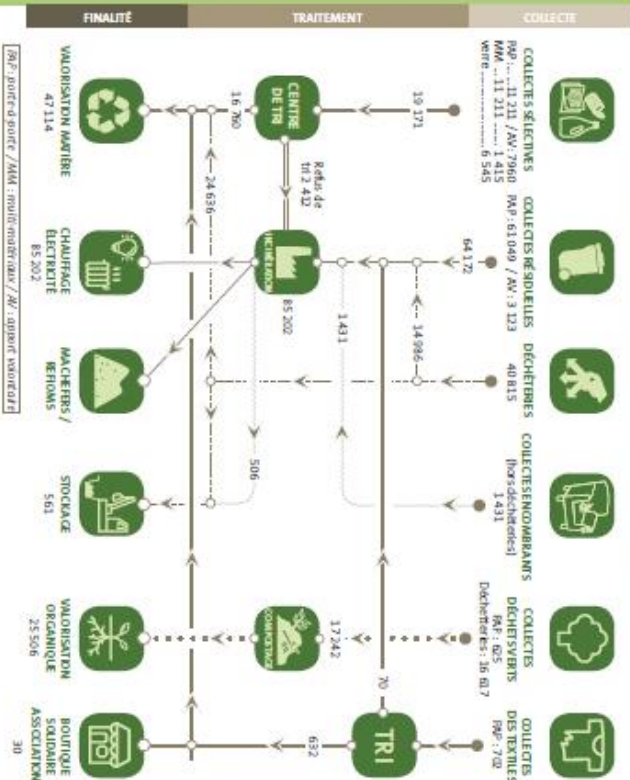 COLLECTE
TRAITEMENT
FINALITÉ
COLLECTES SÉLECTIVES
PAP : ... 11 211 / AV : 7960
MM ... 11 211 ------- 1 415
verre ---------------- 6 545
COLLECTES RÉSIDUELLES
PAP : 61 049 / AV : 3 123
DÉCHÈTERIES
40 815
COLLECTES ENCOMBRANTS
(hors déchèteries)
1 431
COLLECTES
DÉCHETS VERTS
PAP : 625
Déchetteries : 16 617
COLLECTES
DES TEXTILES
PAP : 702
19 171
64 172
14 986
1 431
17 242
70
TRI
632
CENTRE
DE TRI
Refus de
tri 2 412
INCINÉRATION
85 202
COMPOSTAGE
16 760
24 636
506
VALORISATION MATIÈRE
47 114
CHAUFFAGE
ÉLECTRICITÉ
85 202
MACHEFERS /
REFIOMS
STOCKAGE
561
VALORISATION
ORGANIQUE
25 506
BOUTIQUE
SOLIDAIRE
ASSOCIATION
30
PAP : porte-à-porte / MM : multi-matériaux / AV : apport volontaire